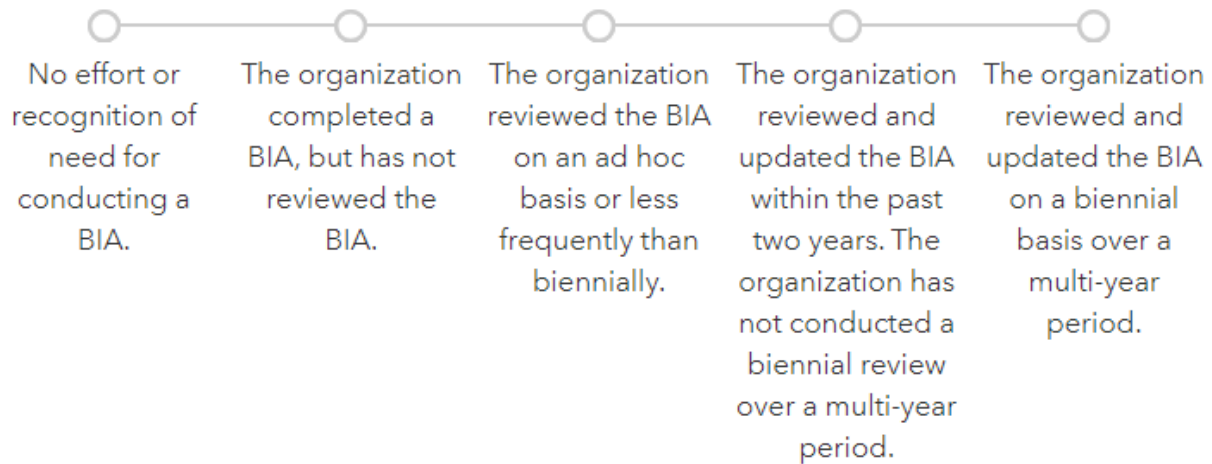 No effort or
recognition of
need for
conducting a
BIA.
The organization
completed a
BIA, but has not
reviewed the
BIA.
The organization
reviewed the BIA
on an ad hoc
basis or less
frequently than
biennially.
The organization
reviewed and
updated the BIA
within the past
two years. The
organization has
not conducted a
biennial review
over a multi-year
period.
The organization
reviewed and
updated the BIA
on a biennial
basis over a
multi-year
period.